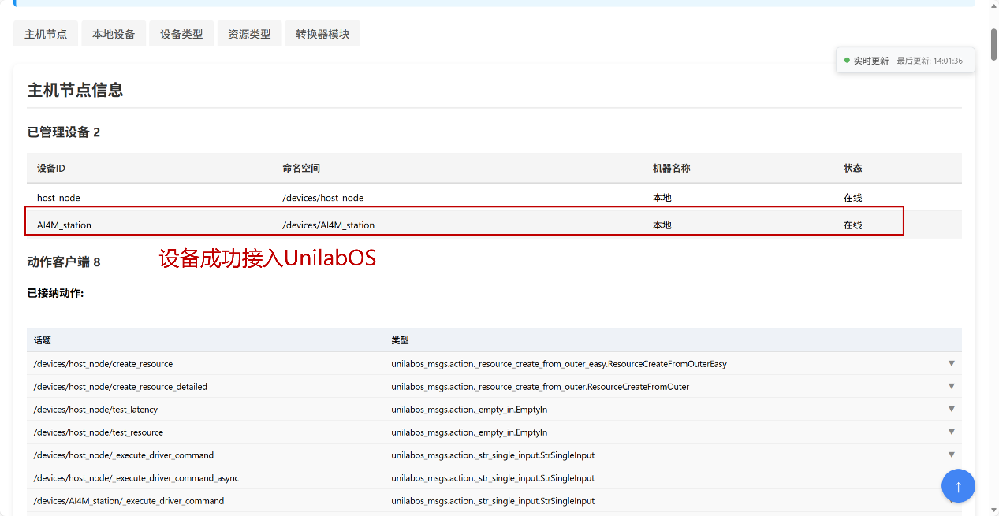 主机节点 本地设备 设备类型 资源类型 转换器模块
实时更新 最后更新: 14:01:36
主机节点信息
已管理设备 2
设备ID 命名空间 机器名称 状态
host_node /devices/host_node 本地 在线
AI4M_station /devices/AI4M_station 本地 在线
动作客户端 8
设备成功接入UnilabOS
已接纳动作:
话题 类型
/devices/host_node/create_resource unilabos_msgs.action._resource_create_from_outer_easy.ResourceCreateFromOuterEasy ▼
/devices/host_node/create_resource_detailed unilabos_msgs.action._resource_create_from_outer.ResourceCreateFromOuter ▼
/devices/host_node/test_latency unilabos_msgs.action._empty_in.EmptyIn ▼
/devices/host_node/test_resource unilabos_msgs.action._empty_in.EmptyIn ▼
/devices/host_node/_execute_driver_command unilabos_msgs.action._str_single_input.StrSingleInput ▼
/devices/host_node/_execute_driver_command_async unilabos_msgs.action._str_single_input.StrSingleInput
/devices/AI4M_station/_execute_driver_command unilabos_msgs.action._str_single_input.StrSingleInput
↑